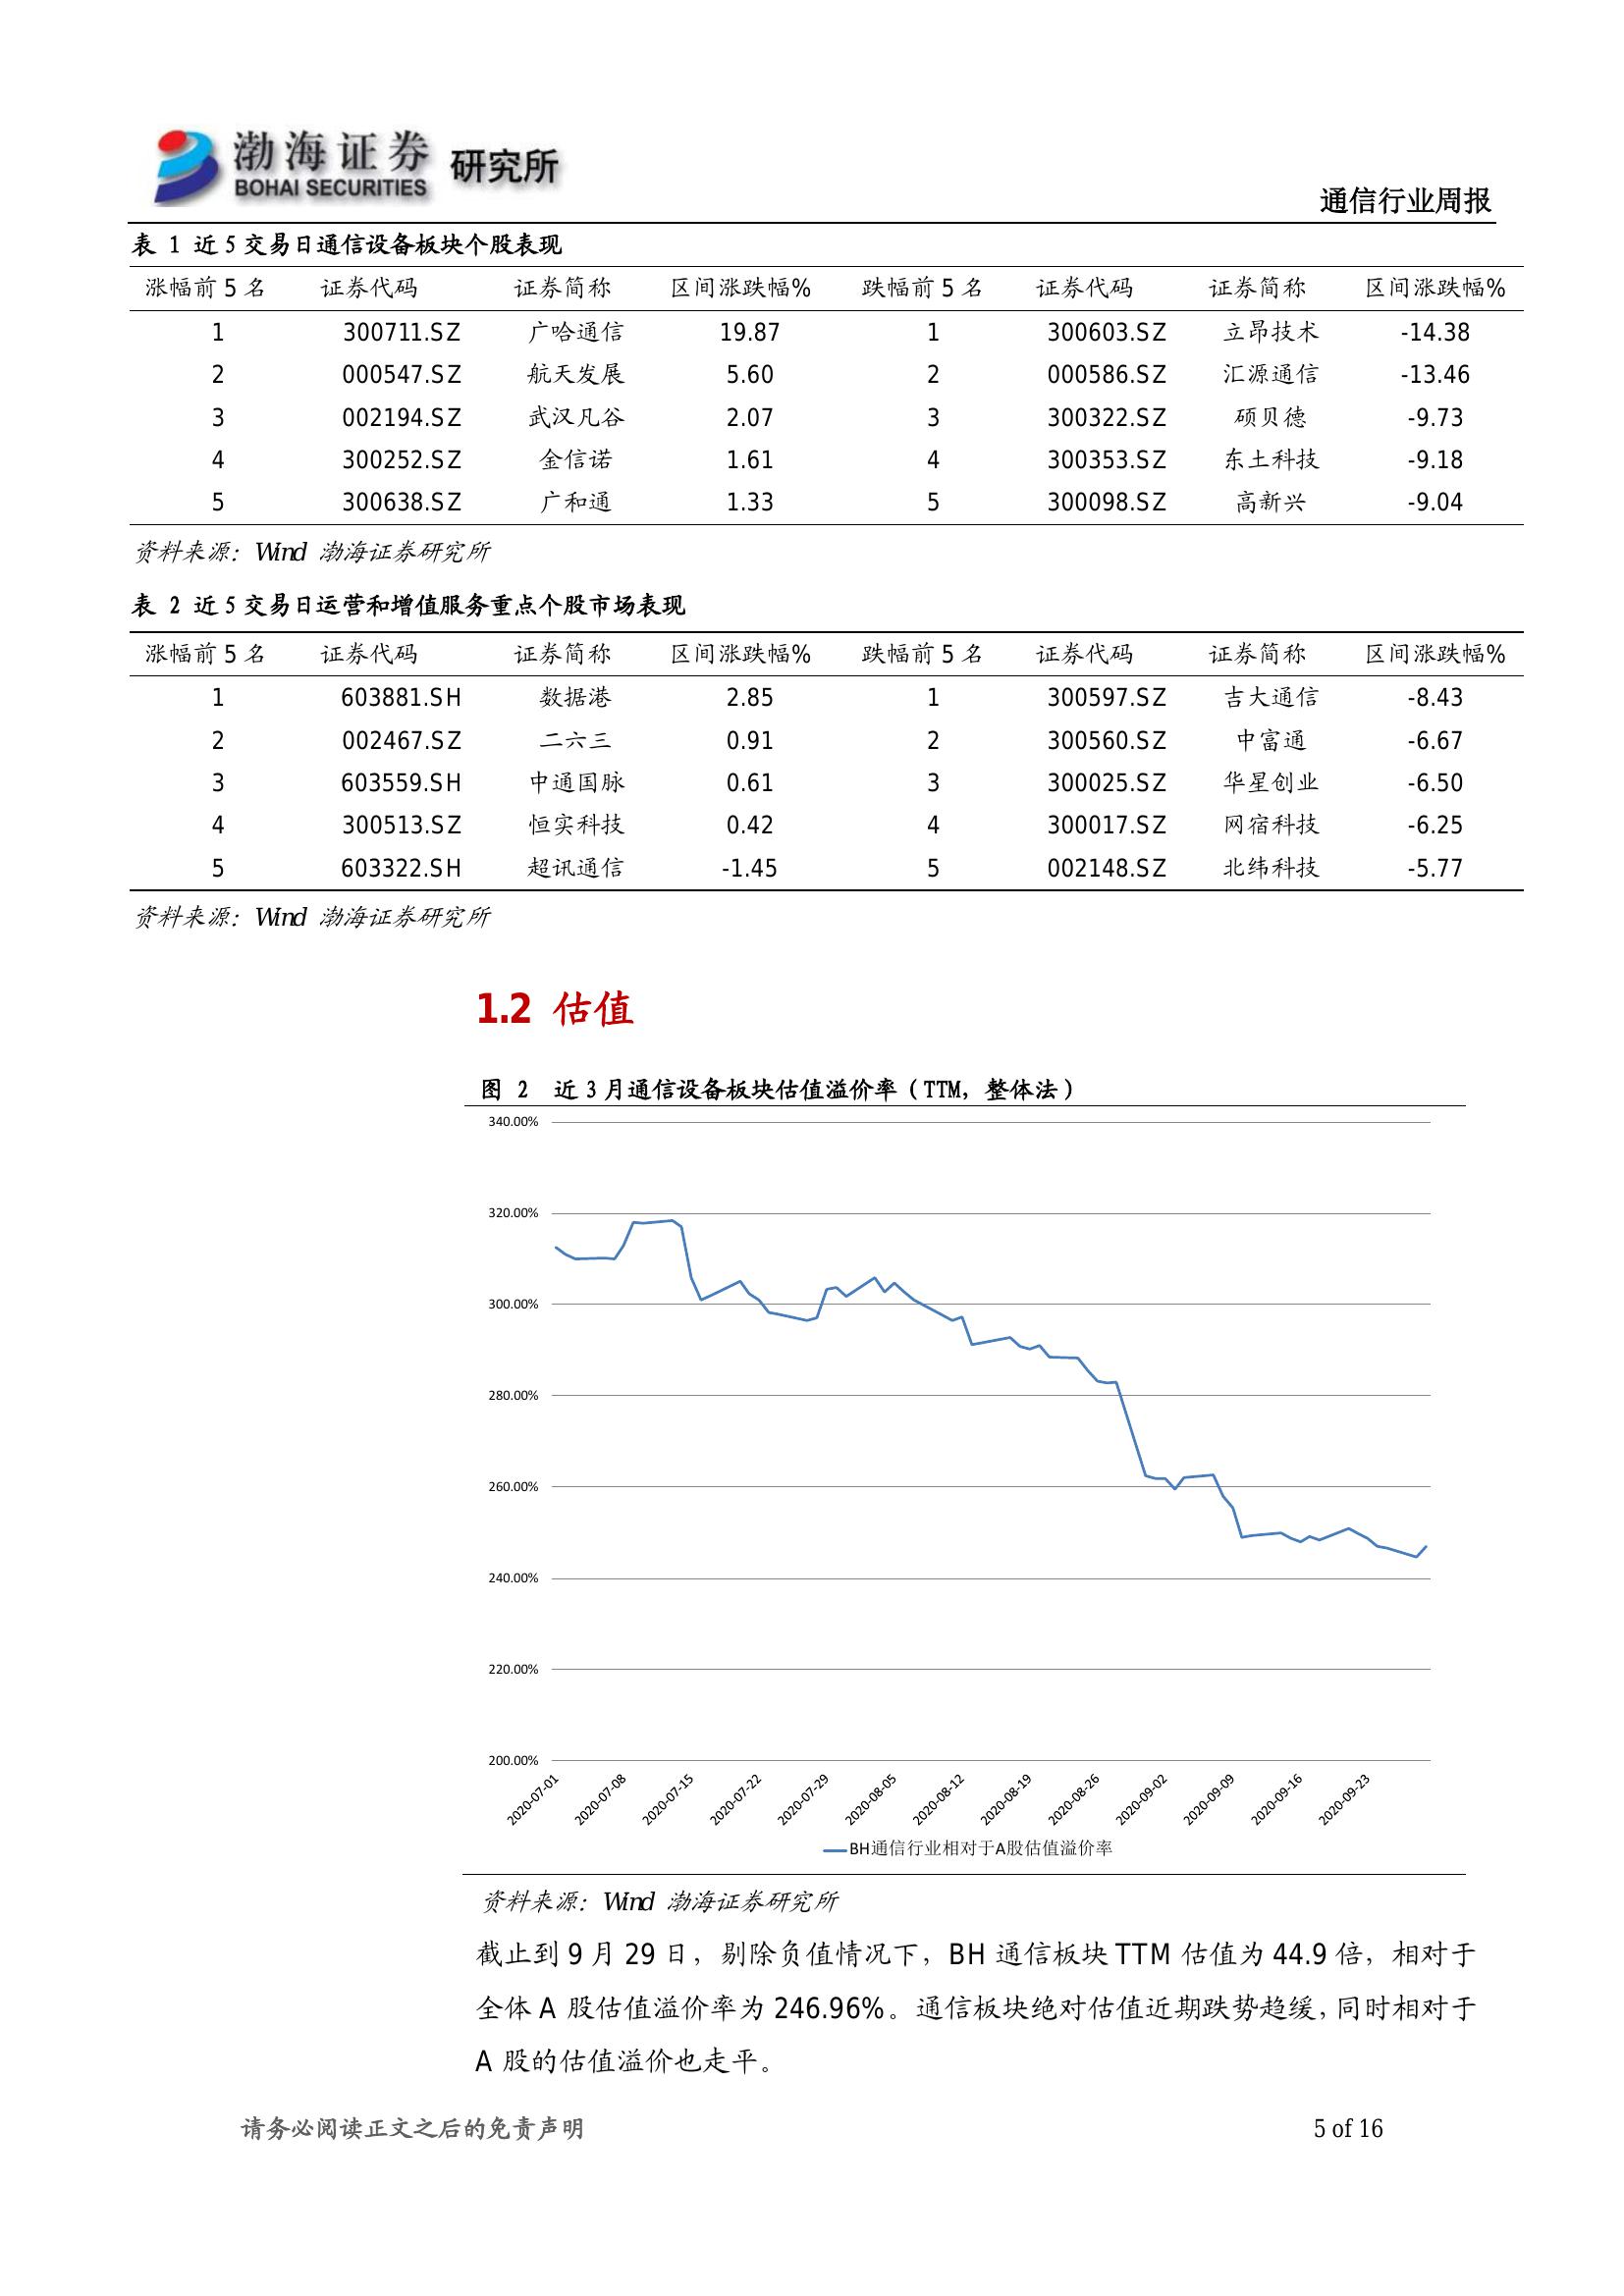 渤海证券 研究所
BOHAI SECURITIES
通信行业周报
表 1 近 5 交易日通信设备板块个股表现
涨幅前 5 名 证券代码 证券简称 区间涨跌幅% 跌幅前 5 名 证券代码 证券简称 区间涨跌幅%
1 300711.SZ 广哈通信 19.87 1 300603.SZ 立昂技术 -14.38
2 000547.SZ 航天发展 5.60 2 000586.SZ 汇源通信 -13.46
3 002194.SZ 武汉凡谷 2.07 3 300322.SZ 硕贝德 -9.73
4 300252.SZ 金信诺 1.61 4 300353.SZ 东土科技 -9.18
5 300638.SZ 广和通 1.33 5 300098.SZ 高新兴 -9.04
资料来源：Wind 渤海证券研究所
表 2 近 5 交易日运营和增值服务重点个股市场表现
涨幅前 5 名 证券代码 证券简称 区间涨跌幅% 跌幅前 5 名 证券代码 证券简称 区间涨跌幅%
1 603881.SH 数据港 2.85 1 300597.SZ 吉大通信 -8.43
2 002467.SZ 二六三 0.91 2 300560.SZ 中富通 -6.67
3 603559.SH 中通国脉 0.61 3 300025.SZ 华星创业 -6.50
4 300513.SZ 恒实科技 0.42 4 300017.SZ 网宿科技 -6.25
5 603322.SH 超讯通信 -1.45 5 002148.SZ 北纬科技 -5.77
资料来源：Wind 渤海证券研究所
1.2 估值
图 2 近 3 月通信设备板块估值溢价率（TTM，整体法）
340.00%
320.00%
300.00%
280.00%
260.00%
240.00%
220.00%
200.00%
2020-07-01 2020-07-08 2020-07-15 2020-07-22 2020-07-29 2020-08-05 2020-08-12 2020-08-19 2020-08-26 2020-09-02 2020-09-09 2020-09-16 2020-09-23
BH通信行业相对于A股估值溢价率
资料来源：Wind 渤海证券研究所
截止到 9 月 29 日，剔除负值情况下，BH 通信板块 TTM 估值为 44.9 倍，相对于
全体 A 股估值溢价率为 246.96%。通信板块绝对估值近期跌势趋缓，同时相对于
A 股的估值溢价也走平。
请务必阅读正文之后的免责声明 5 of 16